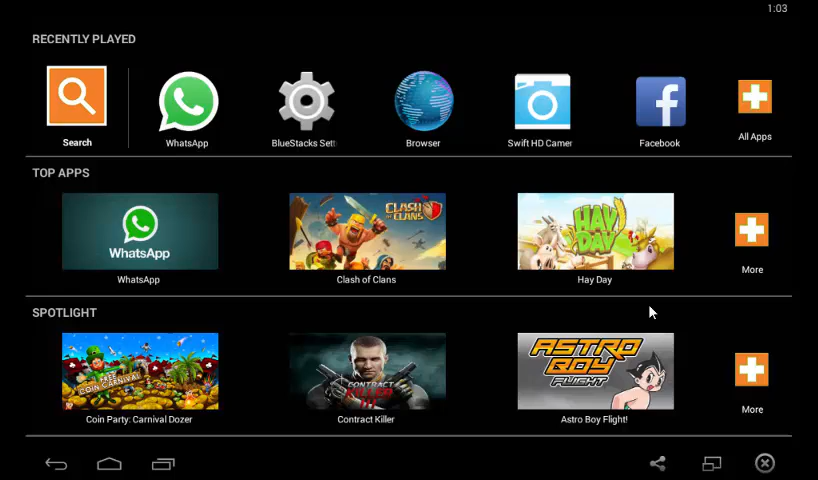 1:03
RECENTLY PLAYED
Search
WhatsApp
BlueStacks Sett
Browser
Swift HD Camer
Facebook
All Apps
TOP APPS
WhatsApp
CLASH OF CLANS
HAY DAY
WhatsApp
Clash of Clans
Hay Day
More
SPOTLIGHT
FREE COIN CARNIVAL
CONTRACT KILLER
ASTRO BOY FLIGHT
Coin Party: Carnival Dozer
Contract Killer
Astro Boy Flight!
More